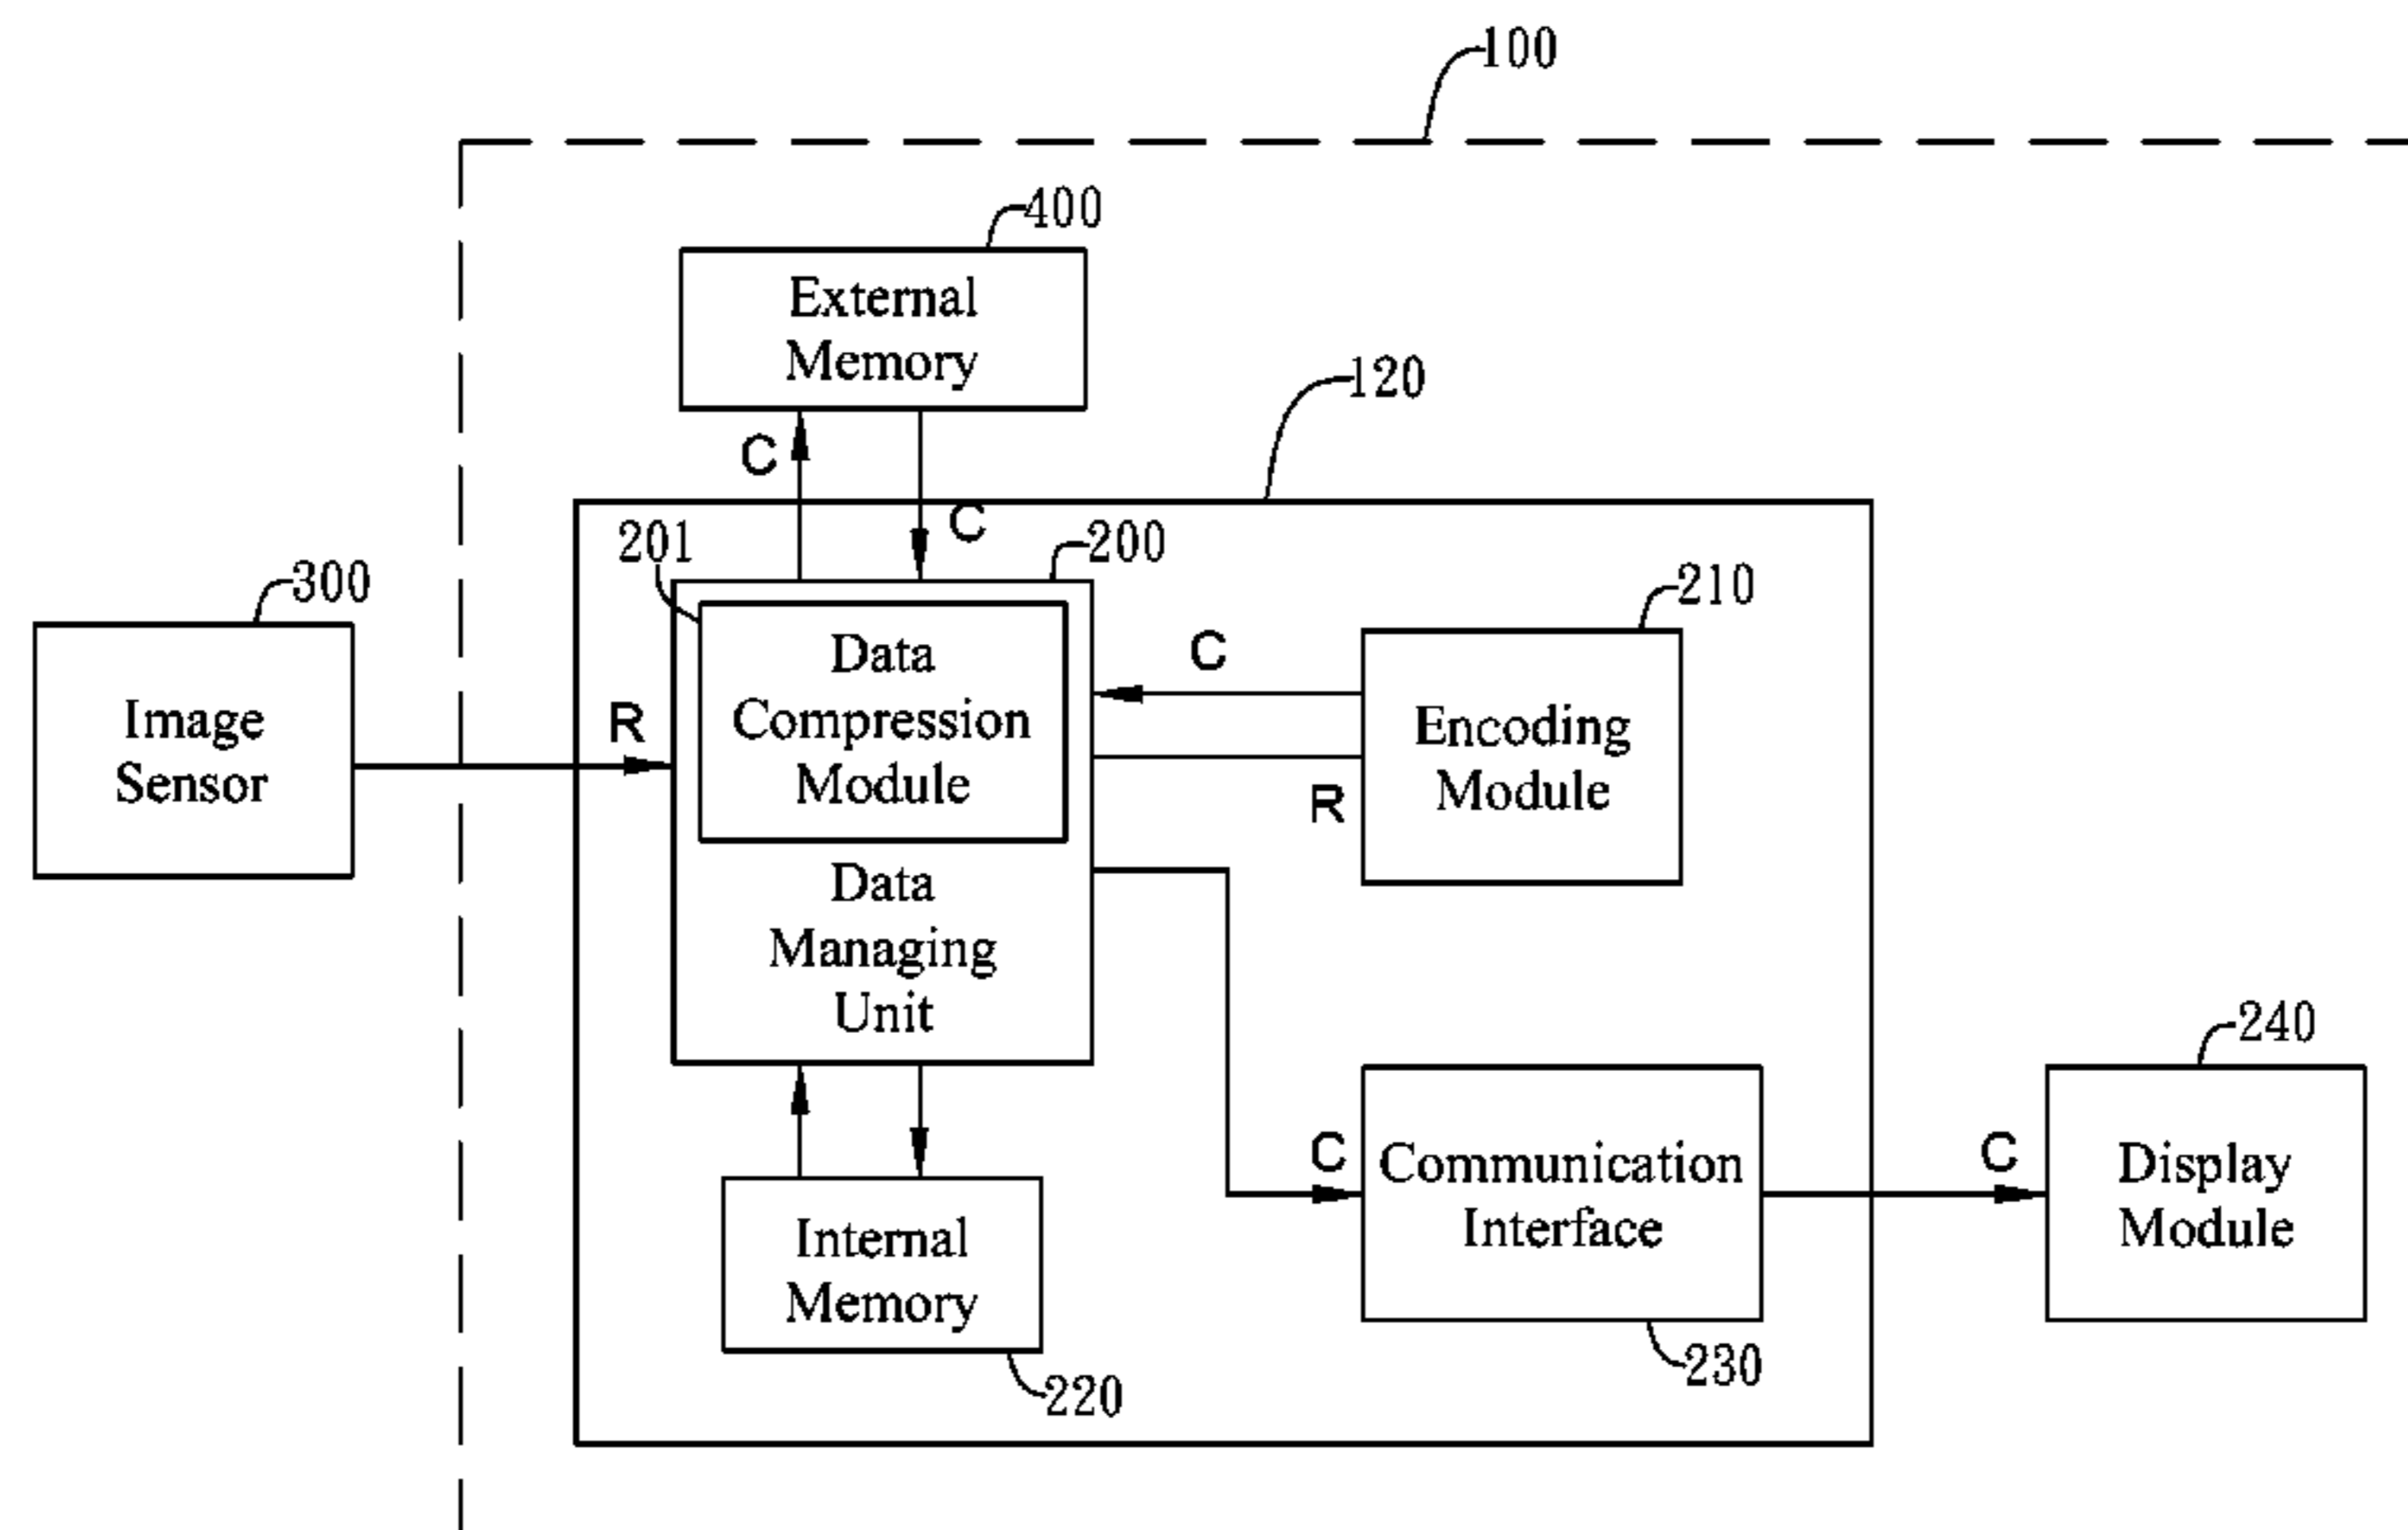 100
400
External
Memory
120
C
C
201
200
300
210
Image
Sensor
R
Data
Compression
Module
C
R
Encoding
Module
Data
Managing
Unit
240
C
Communication
Interface
C
Display
Module
Internal
Memory
230
220